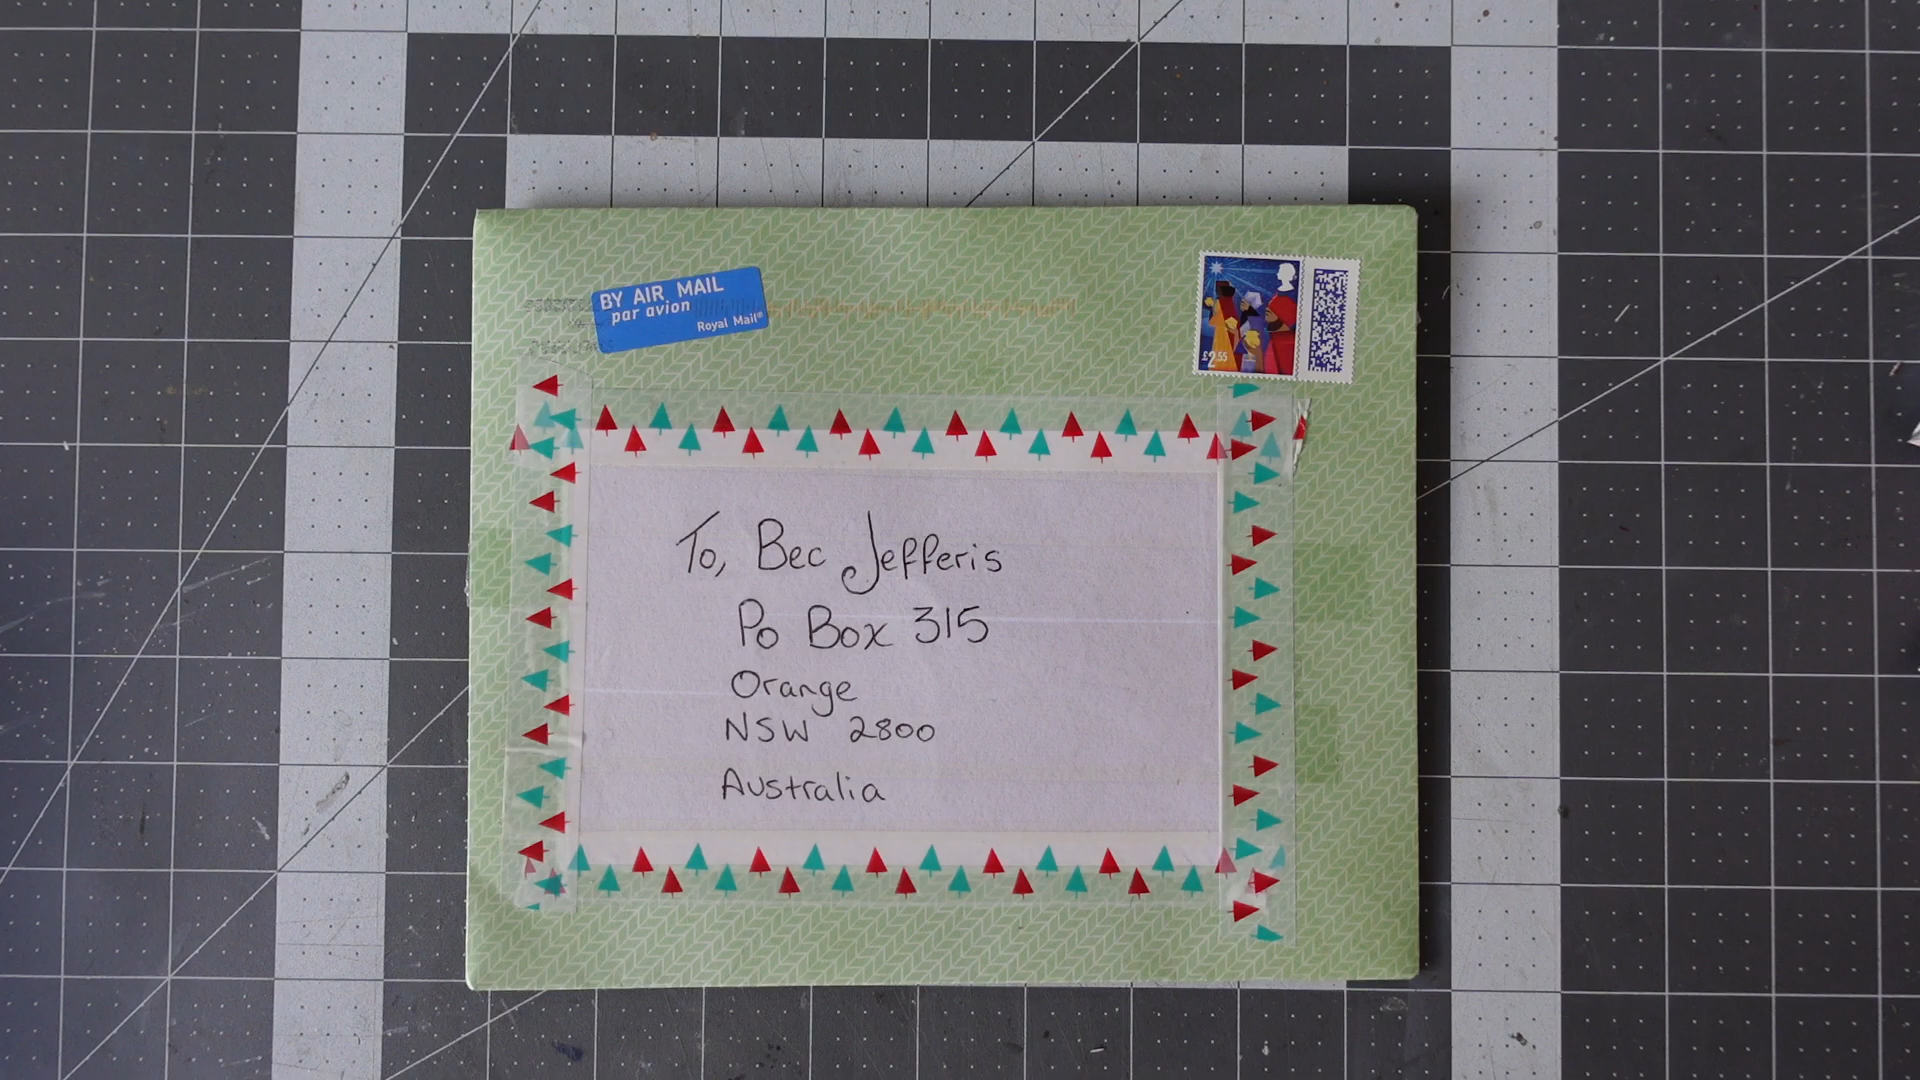 BY AIR MAIL
par avion
Royal Mail®
£2.55
To, Bec Jefferis
Po Box 315
Orange
NSW 2800
Australia